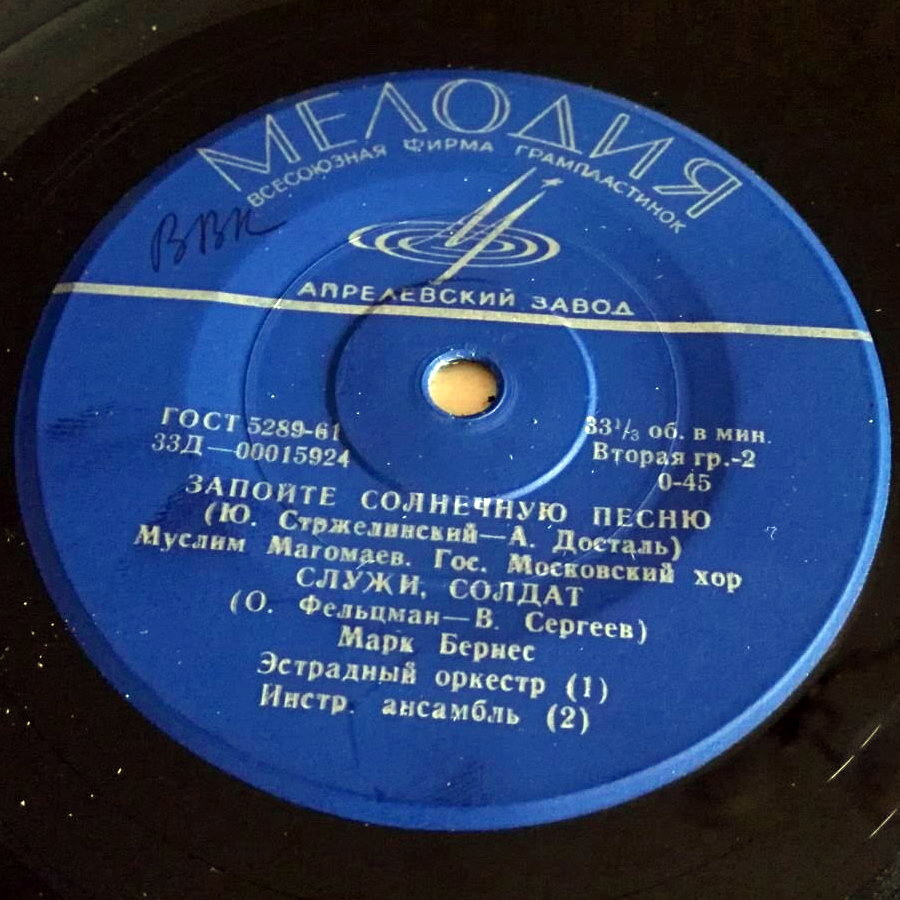 МЕЛОДИЯ
ВСЕСОЮЗНАЯ ФИРМА ГРАМПЛАСТИНОК
ВВК
АПРЕЛЕВСКИЙ ЗАВОД
ГОСТ 5289-61
33Д—00015924
33⅓ об. в мин.
Вторая гр.-2
0-45
ЗАПОЙТЕ СОЛНЕЧНУЮ ПЕСНЮ
(Ю. Стржелинский—А. Досталь)
Муслим Магомаев. Гос. Московский хор
СЛУЖИ, СОЛДАТ
(О. Фельцман—В. Сергеев)
Марк Бернес
Эстрадный оркестр (1)
Инстр. ансамбль (2)